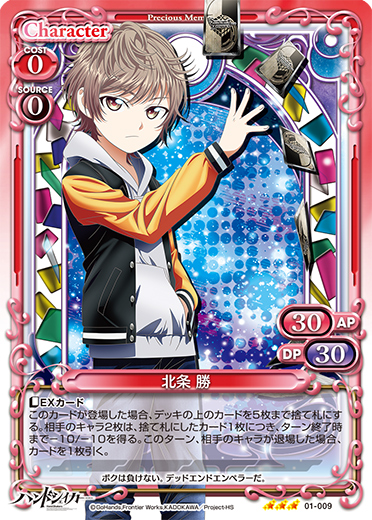 Precious Mem
Character
COST
0
SOURCE
0
30 AP
DP 30
北条 勝
EXカード
このカードが登場した場合、デッキの上のカードを5枚まで捨て札にす
る。相手のキャラ2枚は、捨て札にしたカード1枚につき、ターン終了時
まで－10/－10を得る。このターン、相手のキャラが退場した場合、
カードを1枚引く。
ボクは負けない、デッドエンドエンペラーだ。
ハンドシェイカー
©GoHands,Frontier Works,KADOKAWA Project-HS
01-009